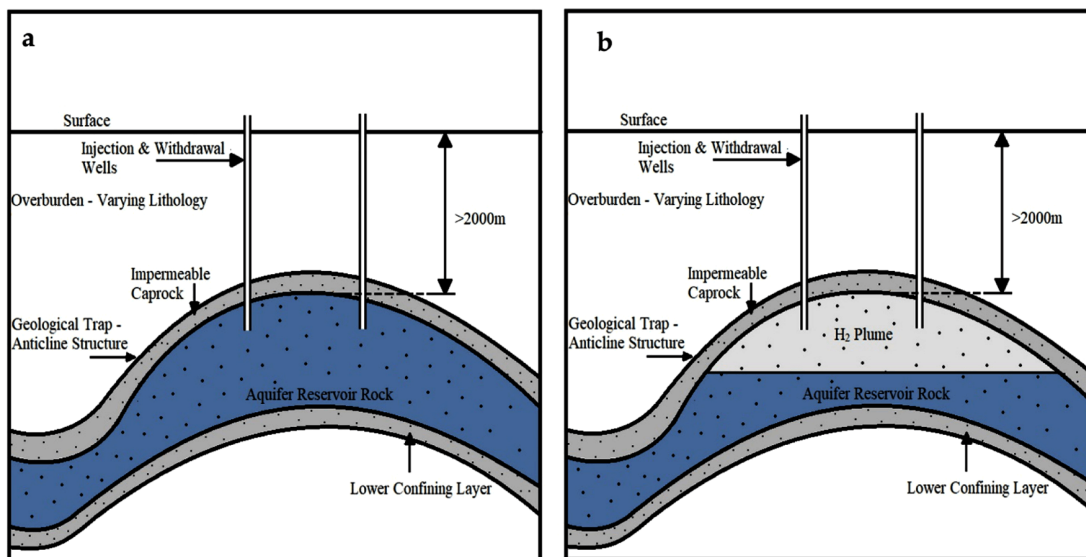 a
Surface
Injection & Withdrawal
Wells
Overburden - Varying Lithology
>2000m
Impermeable
Caprock
Geological Trap -
Anticline Structure
Aquifer Reservoir Rock
Lower Confining Layer
b
Surface
Injection & Withdrawal
Wells
Overburden - Varying Lithology
>2000m
Impermeable
Caprock
Geological Trap -
Anticline Structure
H₂ Plume
Aquifer Reservoir Rock
Lower Confining Layer